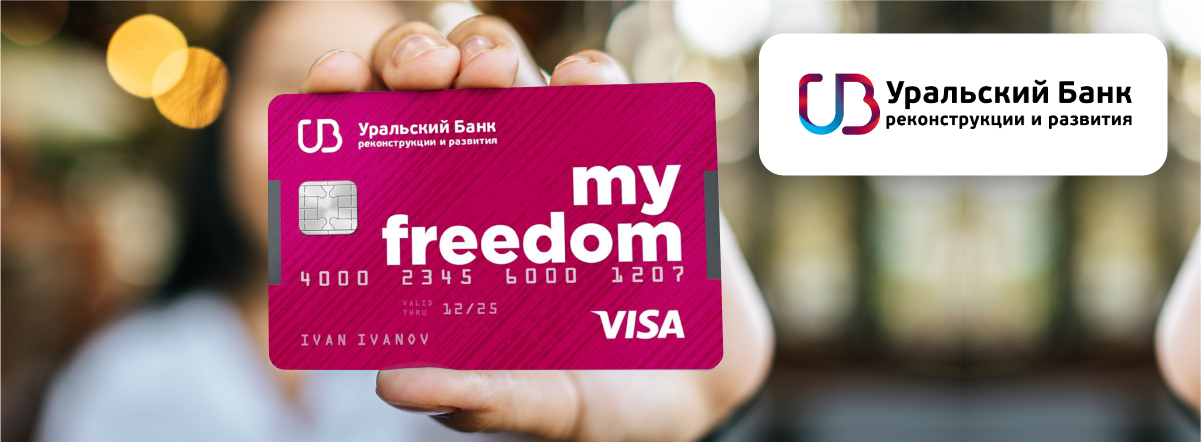 Уральский Банк
реконструкции и развития
my
freedom
4000 2345 6000 1207
VALID
THRU 12/25
IVAN IVANOV
VISA
Уральский Банк
реконструкции и развития